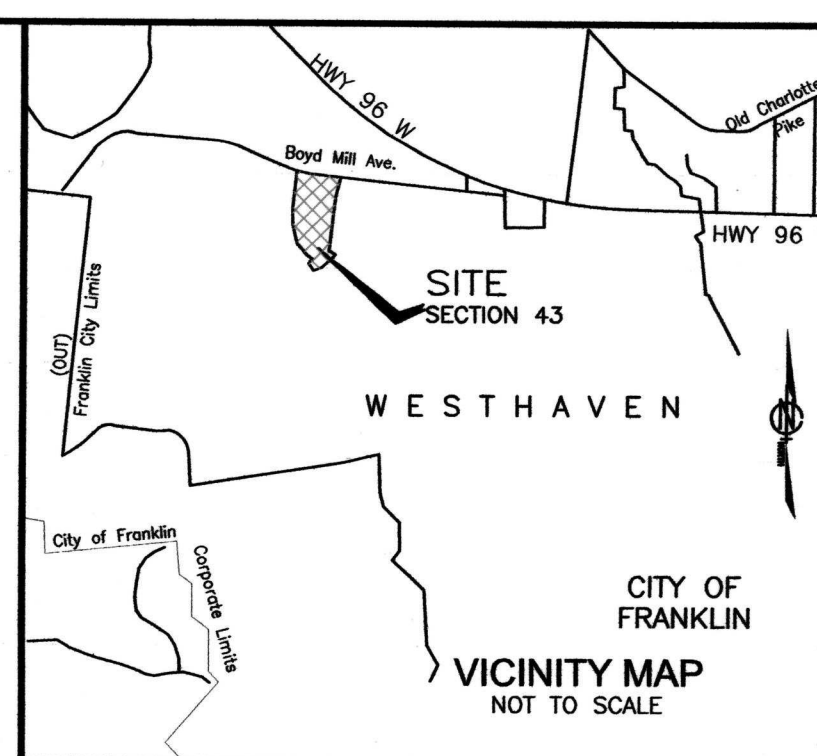 HWY 96 W
Old Charlotte
Pike
Boyd Mill Ave.
HWY 96
SITE
SECTION 43
(OUT)
Franklin City Limits
WESTHAVEN
N
City of Franklin
Corporate Limits
CITY OF
FRANKLIN
VICINITY MAP
NOT TO SCALE